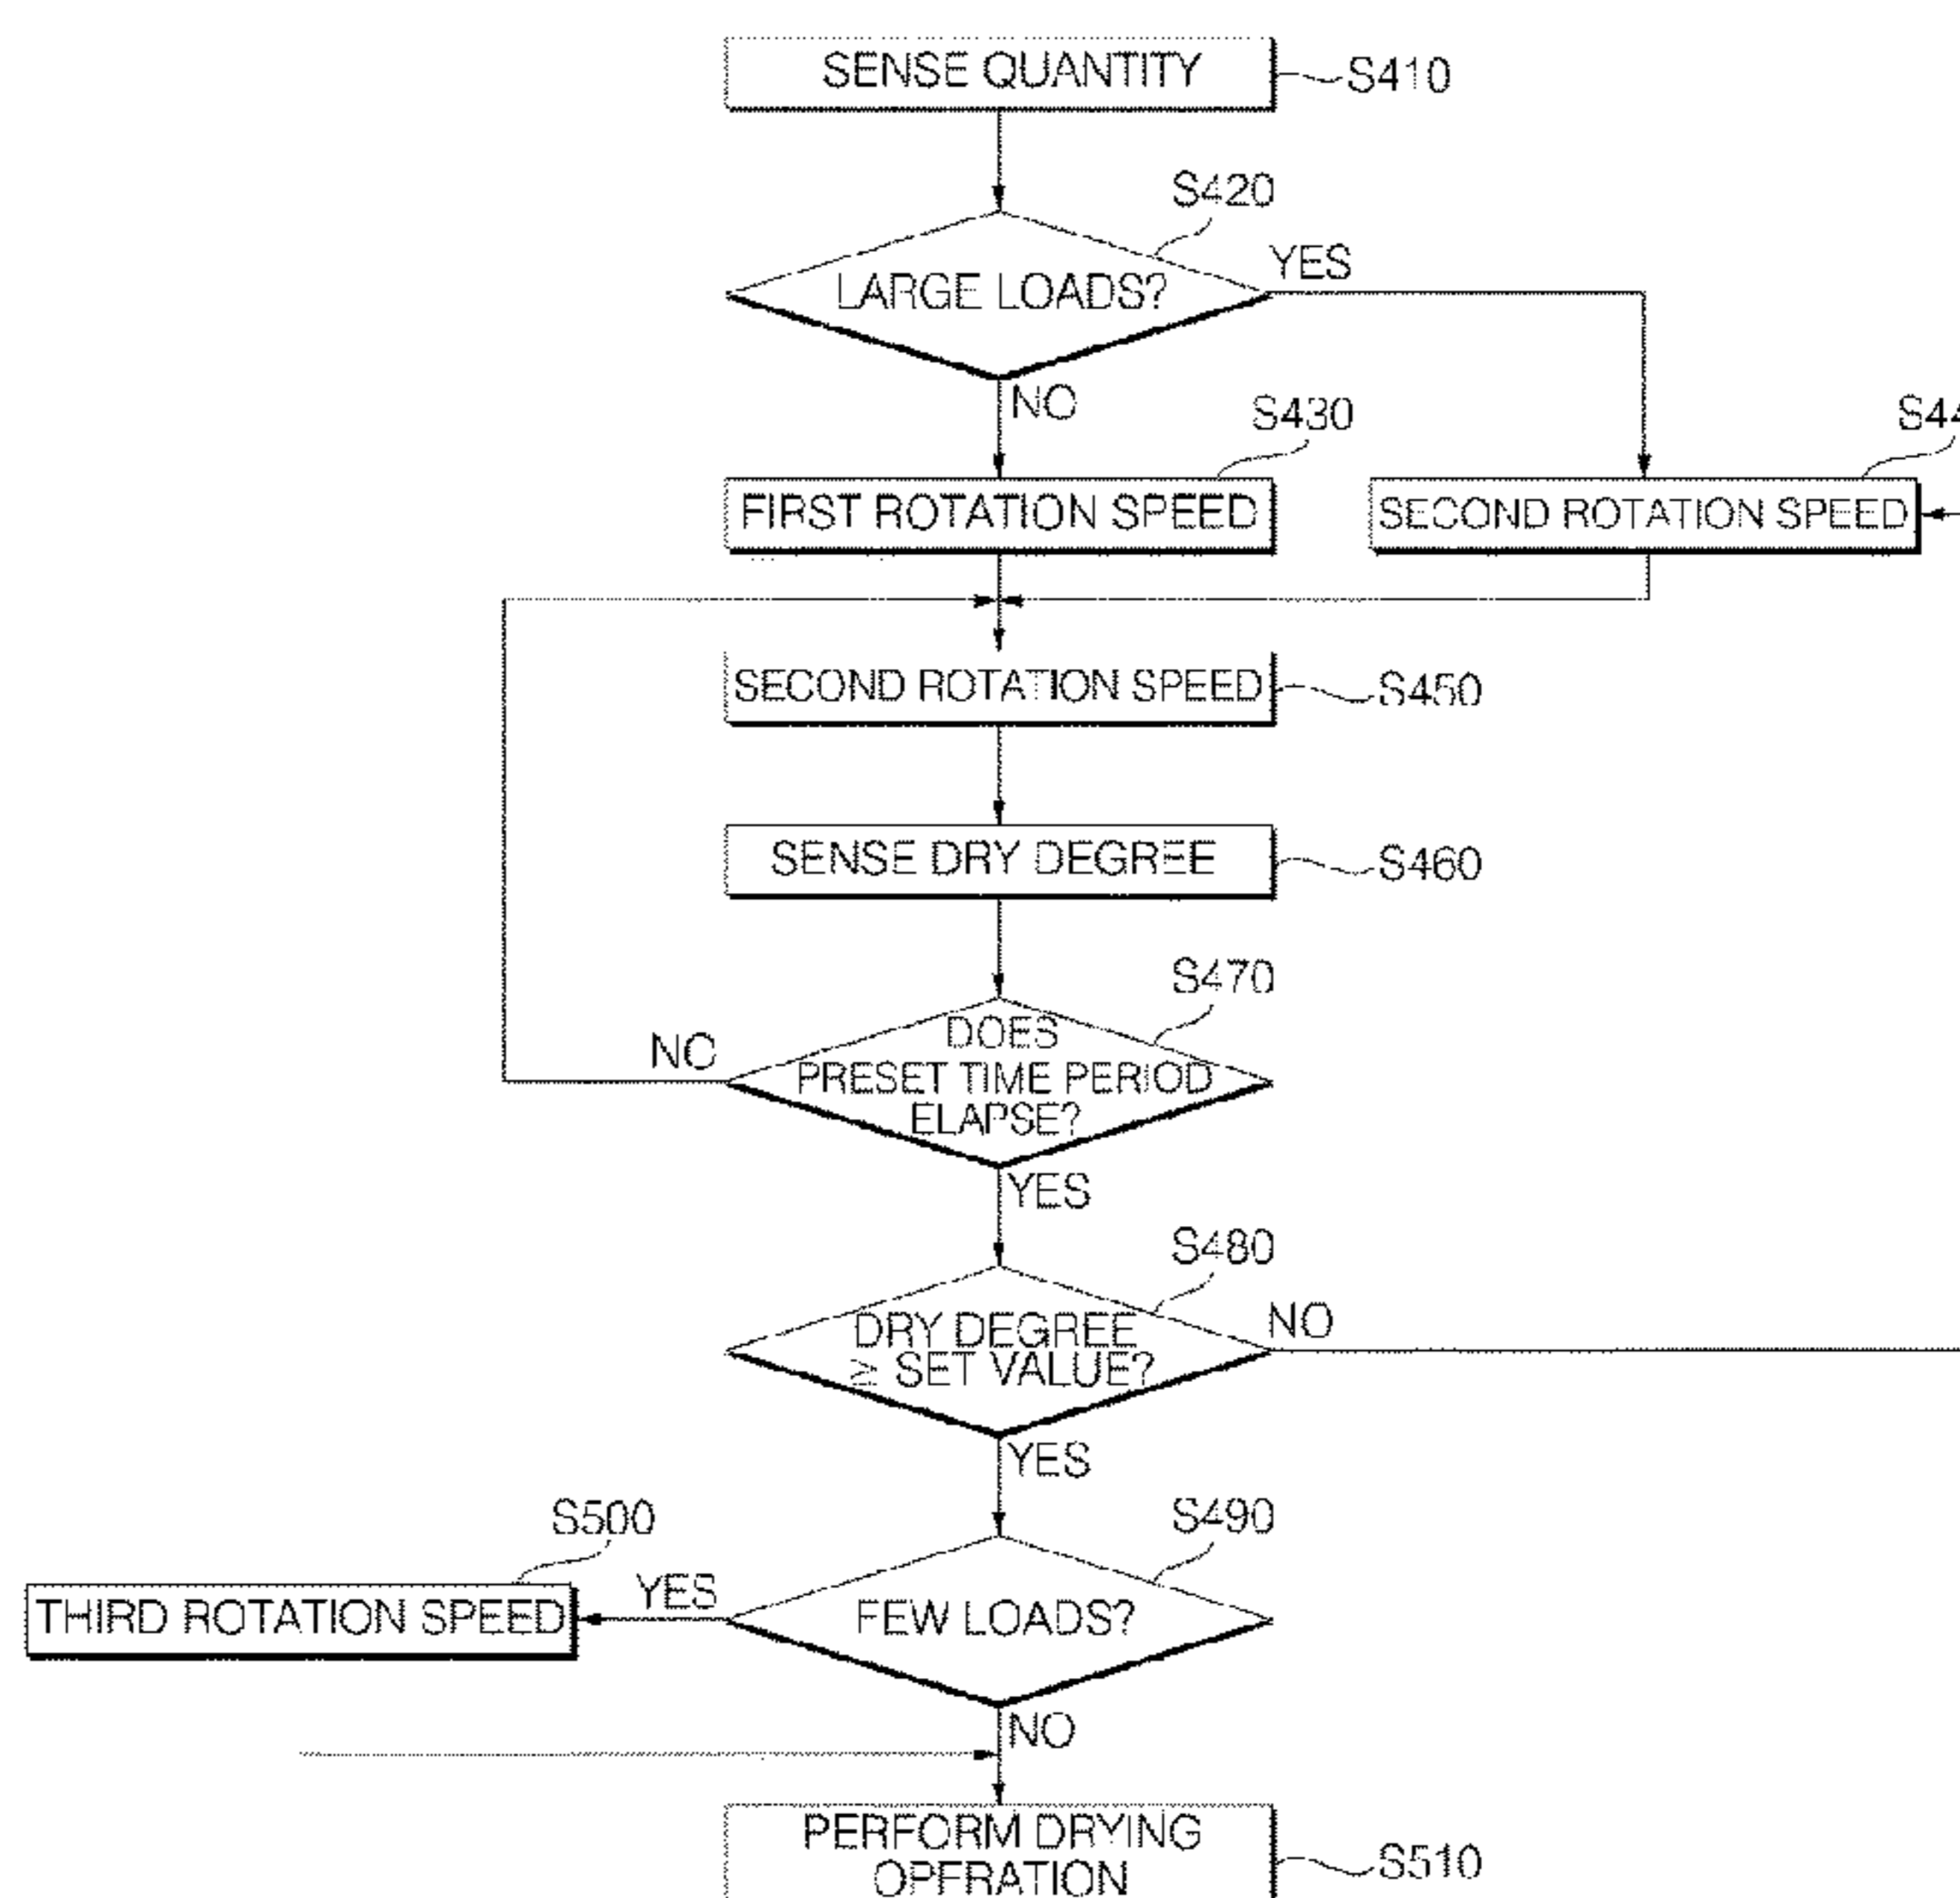 SENSE QUANTITY
S410
S420
LARGE LOADS?
YES
NO
S430
S44
FIRST ROTATION SPEED
SECOND ROTATION SPEED
SECOND ROTATION SPEED
S450
SENSE DRY DEGREE
S460
S470
NO
DOES
PRESET TIME PERIOD
ELAPSE?
YES
S480
DRY DEGREE
≥ SET VALUE?
NO
YES
S500
S490
THIRD ROTATION SPEED
YES
FEW LOADS?
NO
PERFORM DRYING
OPERATION
S510